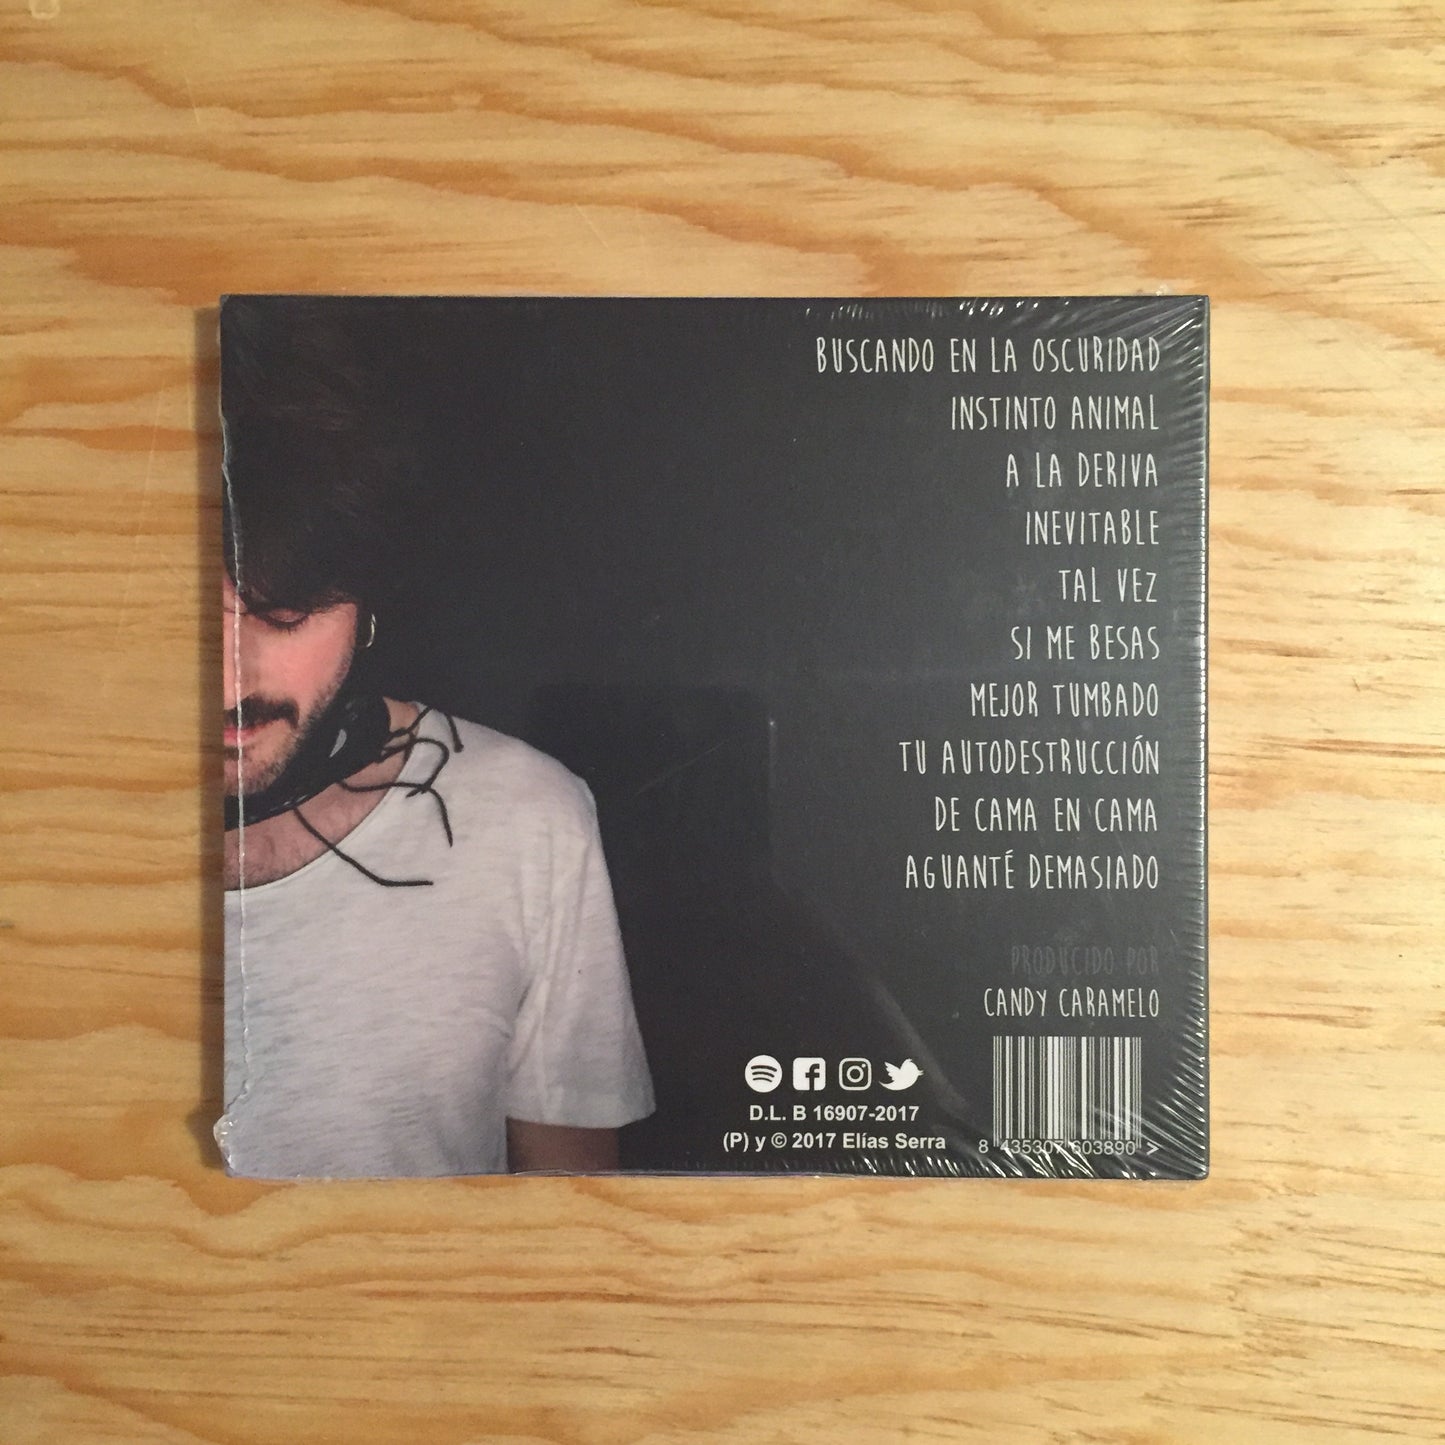 BUSCANDO EN LA OSCURIDAD
INSTINTO ANIMAL
A LA DERIVA
INEVITABLE
TAL VEZ
SI ME BESAS
MEJOR TUMBADO
TU AUTODESTRUCCIÓN
DE CAMA EN CAMA
AGUANTÉ DEMASIADO
PRODUCIDO POR
CANDY CARAMELO
D.L. B 16907-2017
(P) y © 2017 Elías Serra
8 435307 603890 >